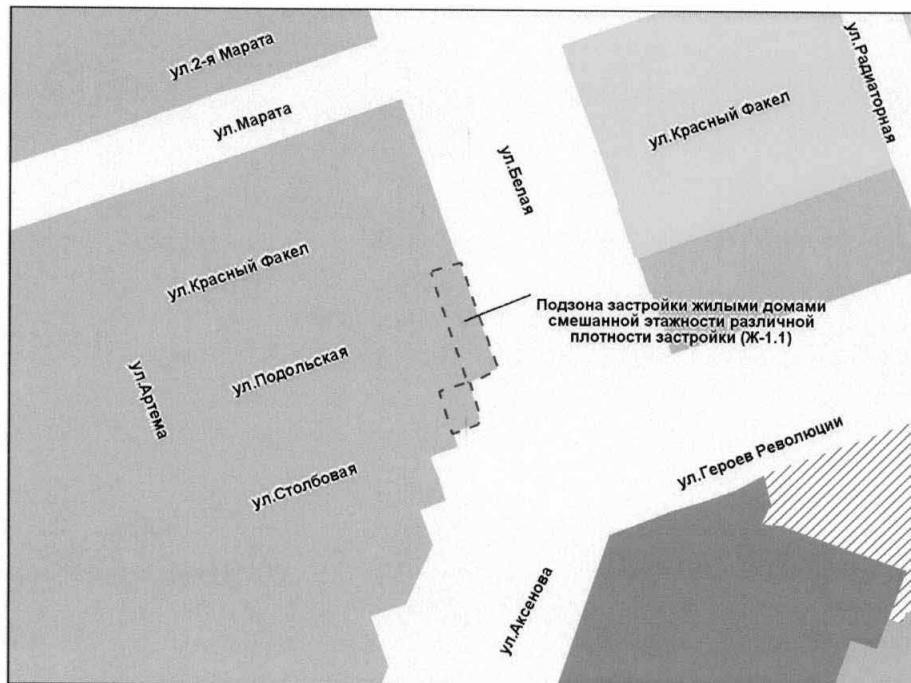 ул.2-я Марата
ул.Марата
ул.Красный Факел
ул.Радиаторная
ул.Белая
ул.Красный Факел
Подзона застройки жилыми домами
смешанной этажности различной
плотности застройки (Ж-1.1)
ул.Подольская
ул.Артема
ул.Столбовая
ул.Героев Революции
ул.Аксенова